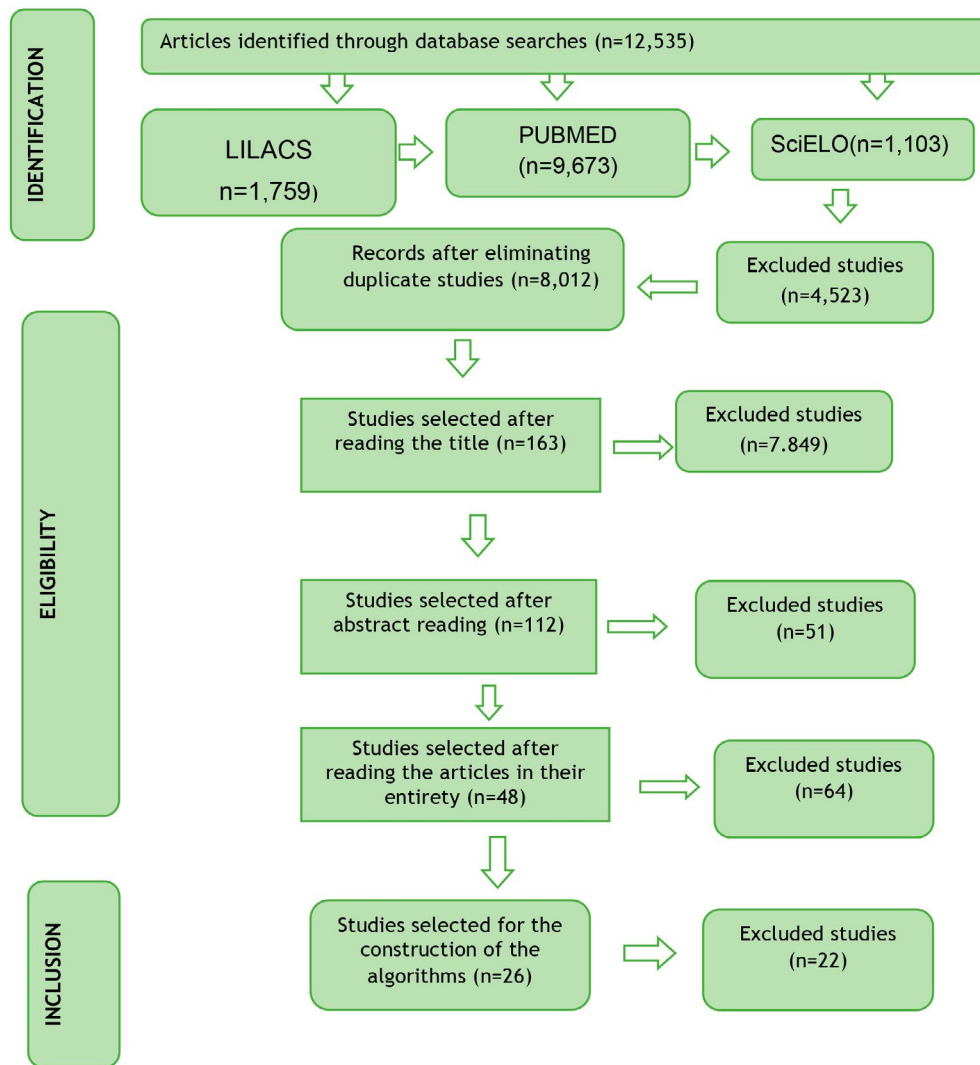 IDENTIFICATION
Articles identified through database searches (n=12,535)
LILACS
n=1,759)
PUBMED
(n=9,673)
SciELO(n=1,103)
Records after eliminating
duplicate studies (n=8,012)
Excluded studies
(n=4,523)
ELIGIBILITY
Studies selected after
reading the title (n=163)
Excluded studies
(n=7.849)
Studies selected after
abstract reading (n=112)
Excluded studies
(n=51)
Studies selected after
reading the articles in their
entirety (n=48)
Excluded studies
(n=64)
INCLUSION
Studies selected for the
construction of the
algorithms (n=26)
Excluded studies
(n=22)